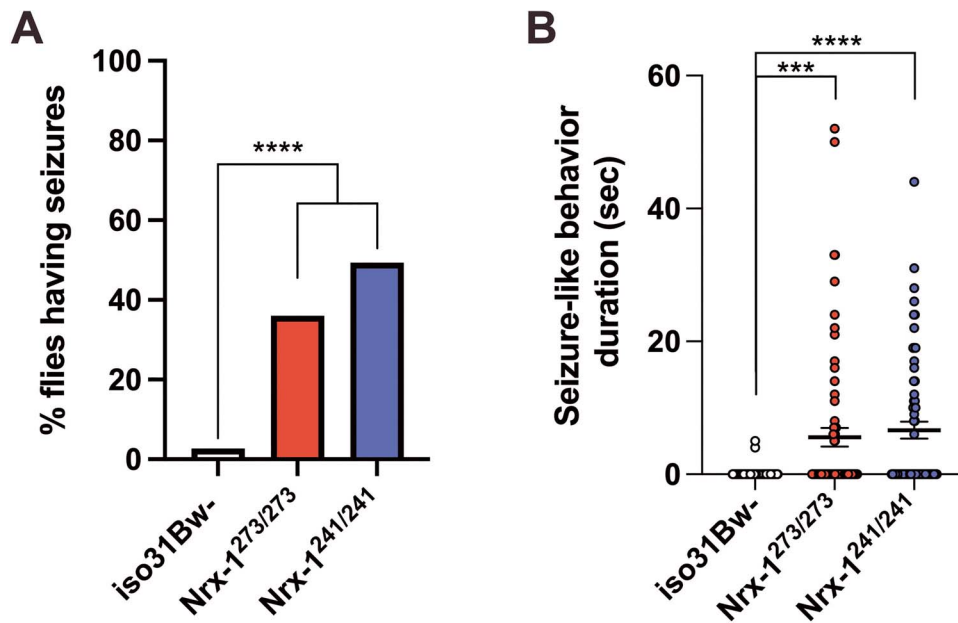 A
% flies having seizures
100
80
60
40
20
0
****
iso31Bw-
Nrx-1273/273
Nrx-1241/241
B
Seizure-like behavior
duration (sec)
60
40
20
0
****
***
iso31Bw-
Nrx-1273/273
Nrx-1241/241